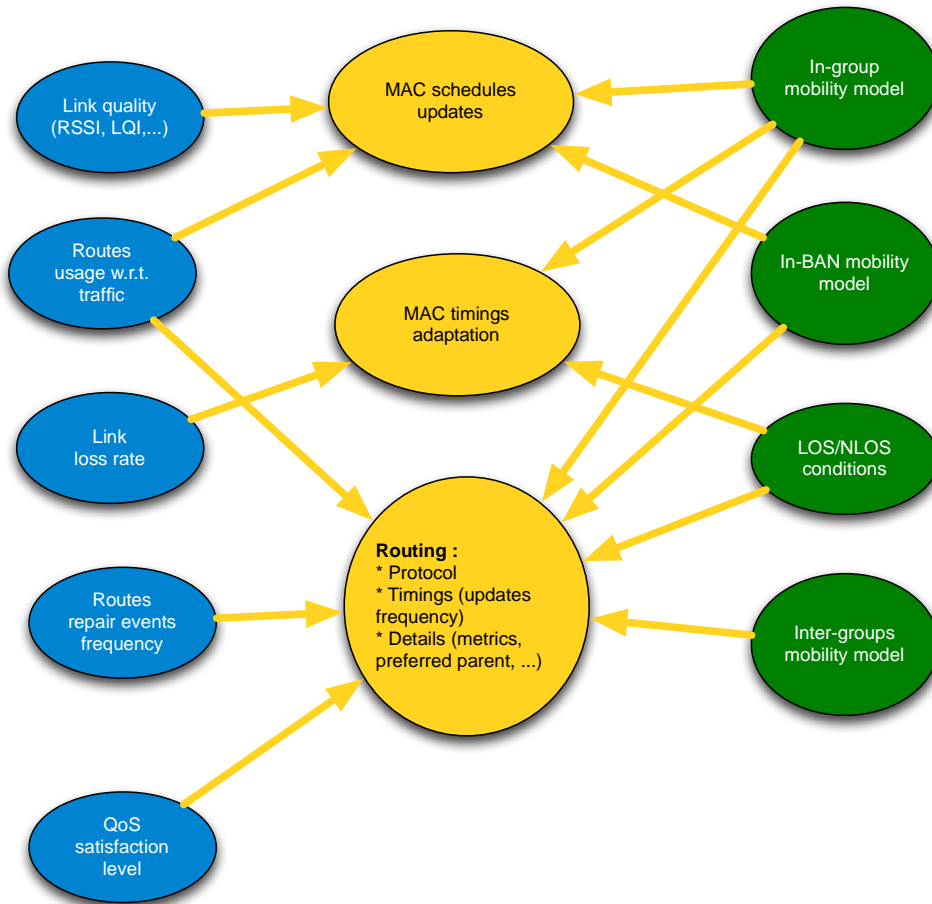 Link quality
(RSSI, LQI,...)
MAC schedules
updates
In-group
mobility model
Routes
usage w.r.t.
traffic
MAC timings
adaptation
In-BAN mobility
model
Link
loss rate
LOS/NLOS
conditions
Routing :
* Protocol
* Timings (updates
frequency)
* Details (metrics,
preferred parent, ...)
Routes
repair events
frequency
Inter-groups
mobility model
QoS
satisfaction
level